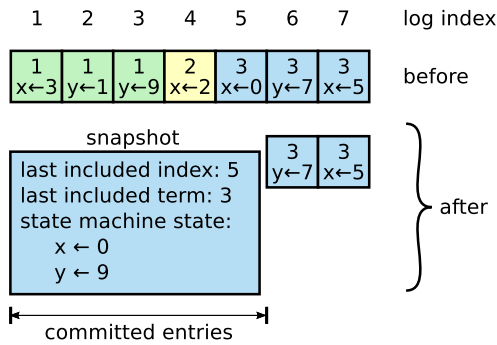 1 2 3 4 5 6 7 log index
1 1 1 2 3 3 3
x←3 y←1 y←9 x←2 x←0 y←7 x←5
before
snapshot
last included index: 5
last included term: 3
state machine state:
x ← 0
y ← 9
3 3
y←7 x←5
after
committed entries